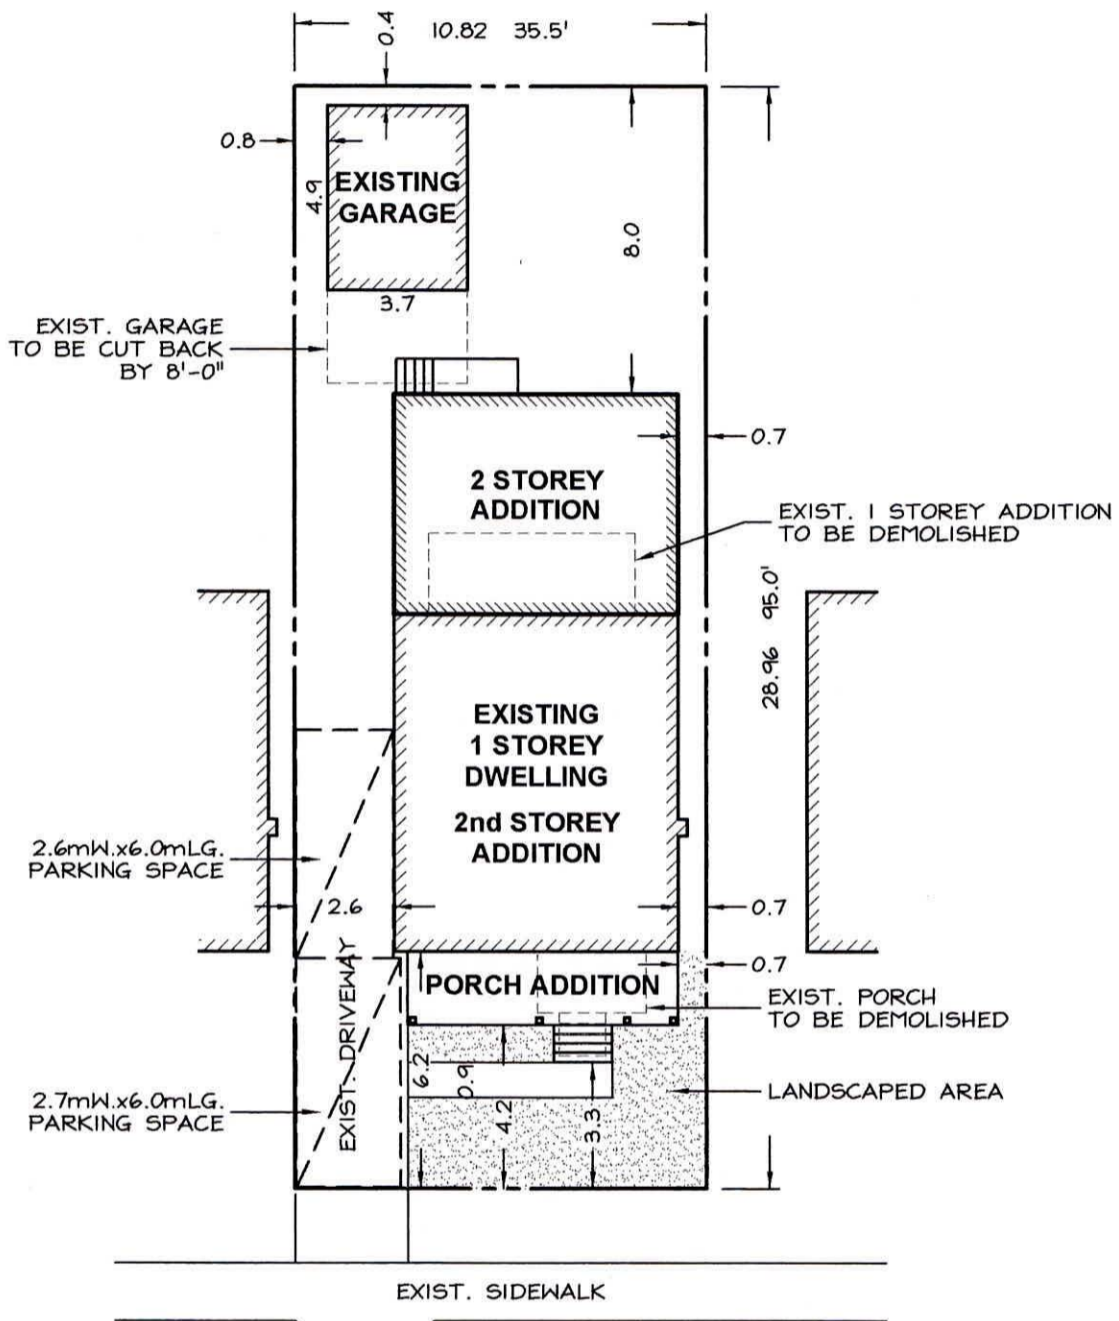 0.4
10.82 35.5'
0.8
4.9
EXISTING
GARAGE
8.0
3.7
EXIST. GARAGE
TO BE CUT BACK
BY 8'-0"
0.7
2 STOREY
ADDITION
EXIST. 1 STOREY ADDITION
TO BE DEMOLISHED
28.96 95.0'
EXISTING
1 STOREY
DWELLING
2nd STOREY
ADDITION
2.6mW.x6.0mLG.
PARKING SPACE
2.6
0.7
0.7
PORCH ADDITION
EXIST. PORCH
TO BE DEMOLISHED
EXIST. DRIVEWAY
6.2
0.9
4.2
3.3
LANDSCAPED AREA
2.7mW.x6.0mLG.
PARKING SPACE
EXIST. SIDEWALK